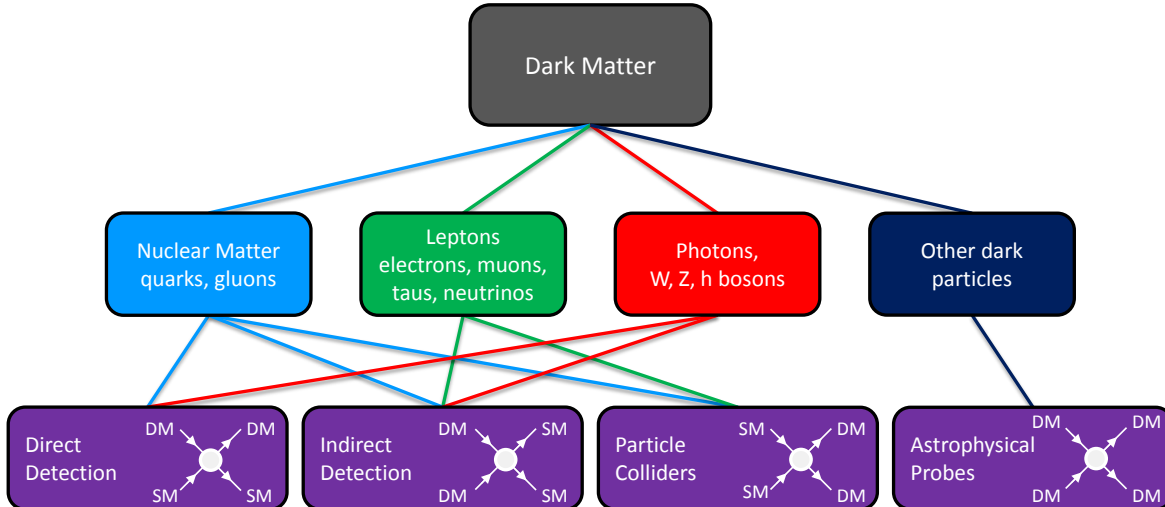 Dark Matter
Nuclear Matter
quarks, gluons
Leptons
electrons, muons,
taus, neutrinos
Photons,
W, Z, h bosons
Other dark
particles
Direct
Detection
DM
DM
SM
SM
Indirect
Detection
DM
SM
DM
SM
Particle
Colliders
SM
DM
SM
DM
Astrophysical
Probes
DM
DM
DM
DM